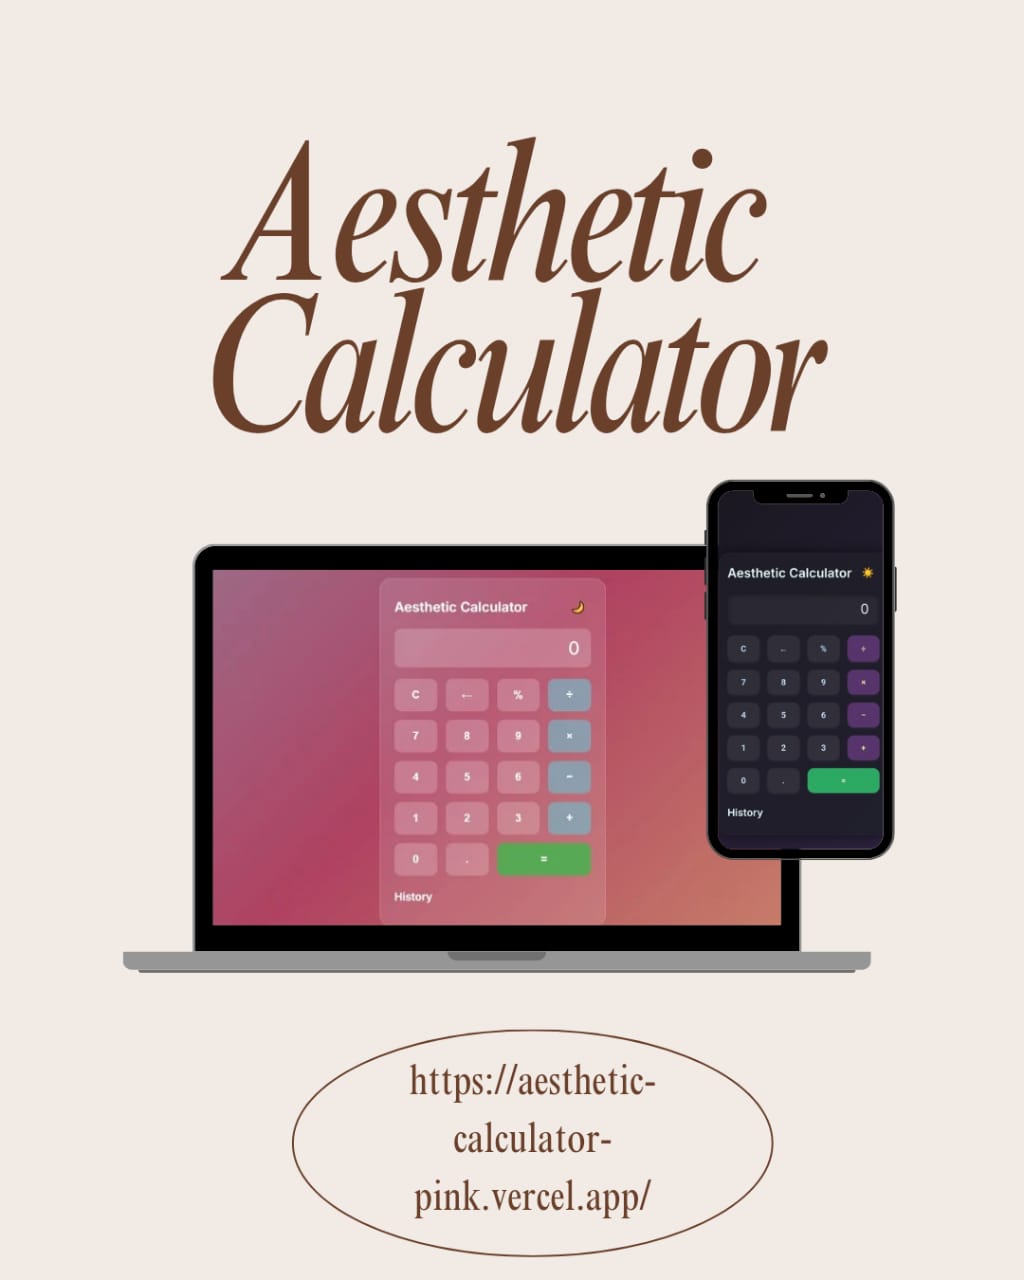 Aesthetic
Calculator
Aesthetic Calculator 🌙
0
C ← % ÷
7 8 9 ×
4 5 6 −
1 2 3 +
0 . =
History
Aesthetic Calculator ☀️
0
C ← % ÷
7 8 9 ×
4 5 6 −
1 2 3 +
0 . =
History
https://aesthetic-
calculator-
pink.vercel.app/